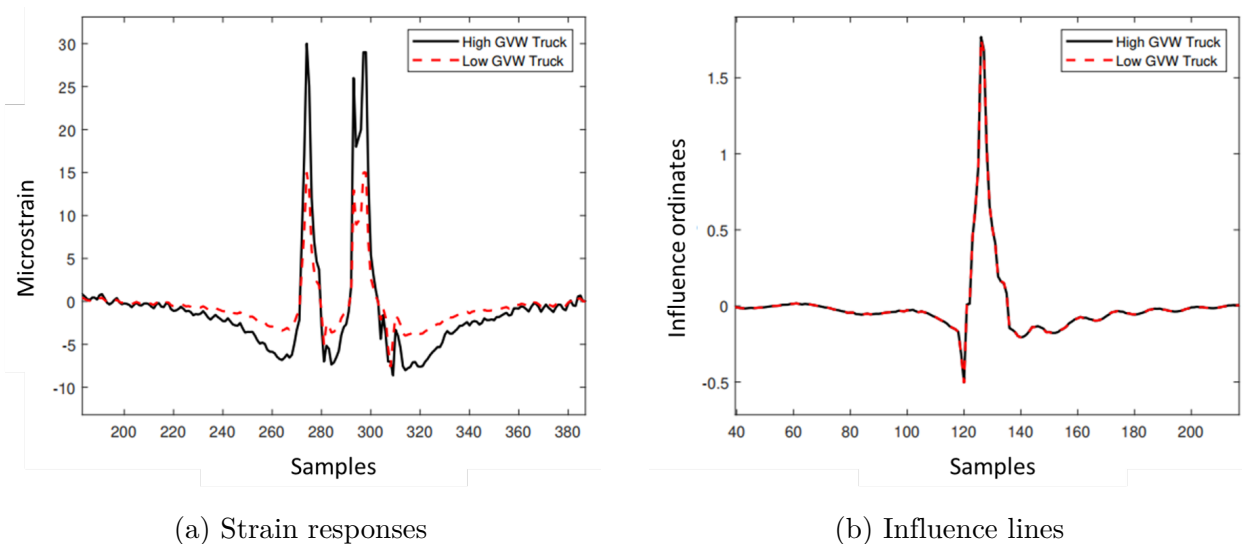 High GVW Truck
Low GVW Truck
30
25
20
15
10
5
0
-5
-10
200 220 240 260 280 300 320 340 360 380
Microstrain
Samples
(a) Strain responses
High GVW Truck
Low GVW Truck
1.5
1
0.5
0
-0.5
40 60 80 100 120 140 160 180 200
Influence ordinates
Samples
(b) Influence lines